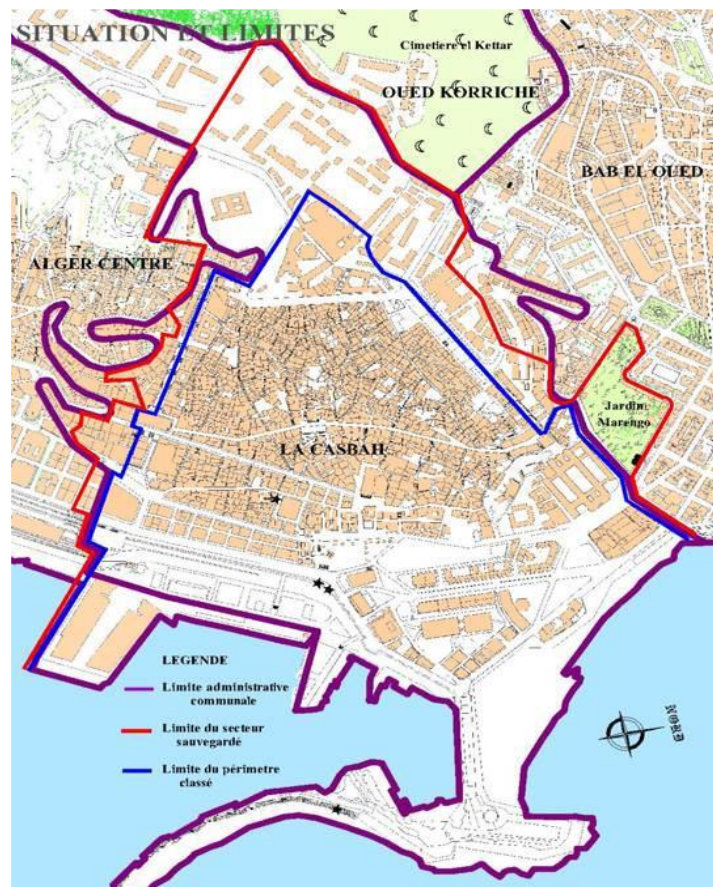 SITUATION ET LIMITES
Cimetiere el Kettar
OUED KORRICHE
BAB EL OUED
ALGER CENTRE
Jardin
Marengo
LA CASBAH
LEGENDE
Limite administrative
communale
Limite du secteur
sauvegardé
Limite du périmetre
classé
NORD